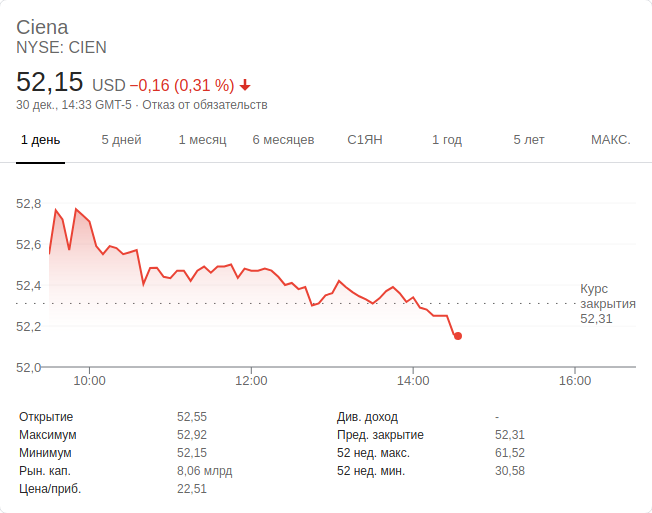 Ciena
NYSE: CIEN
52,15 USD −0,16 (0,31 %)
30 дек., 14:33 GMT-5 · Отказ от обязательств
1 день 5 дней 1 месяц 6 месяцев С1ЯН 1 год 5 лет МАКС.
52,8
52,6
52,4
52,2
52,0
Курс
закрытия
52,31
10:00 12:00 14:00 16:00
Открытие 52,55 Див. доход -
Максимум 52,92 Пред. закрытие 52,31
Минимум 52,15 52 нед. макс. 61,52
Рын. кап. 8,06 млрд 52 нед. мин. 30,58
Цена/приб. 22,51